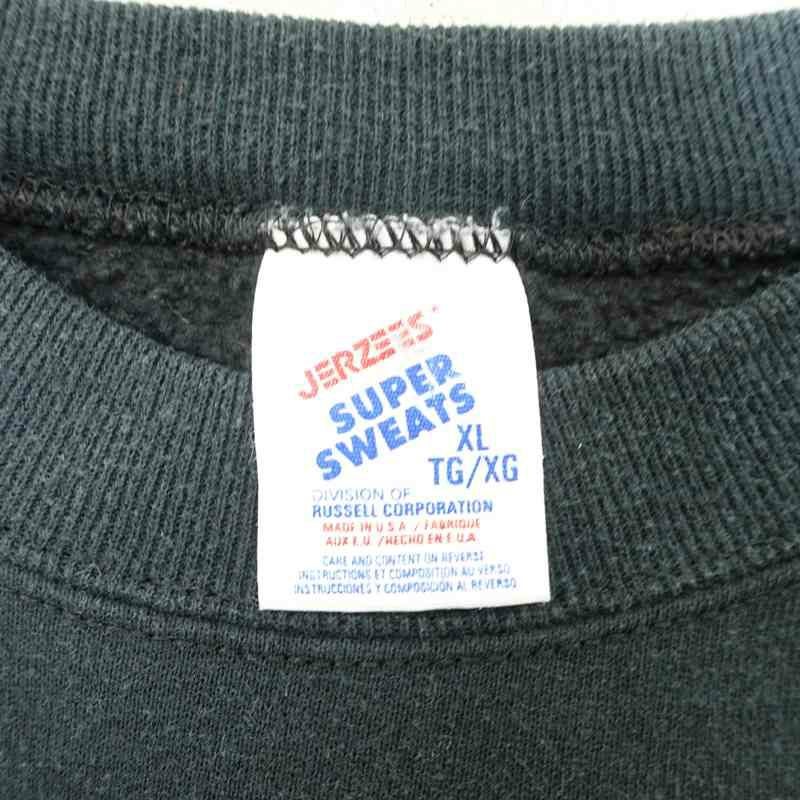 JERZEES
SUPER
SWEATS
XL
TG/XG
DIVISION OF
RUSSELL CORPORATION
MADE IN U.S.A. / FABRIQUE
AUX E.U. / HECHO EN E.U.A.
CARE AND CONTENT ON REVERSE
INSTRUCTIONS ET COMPOSITION AU VERSO
INSTRUCCIONES Y COMPOSICIÓN AL REVERSO